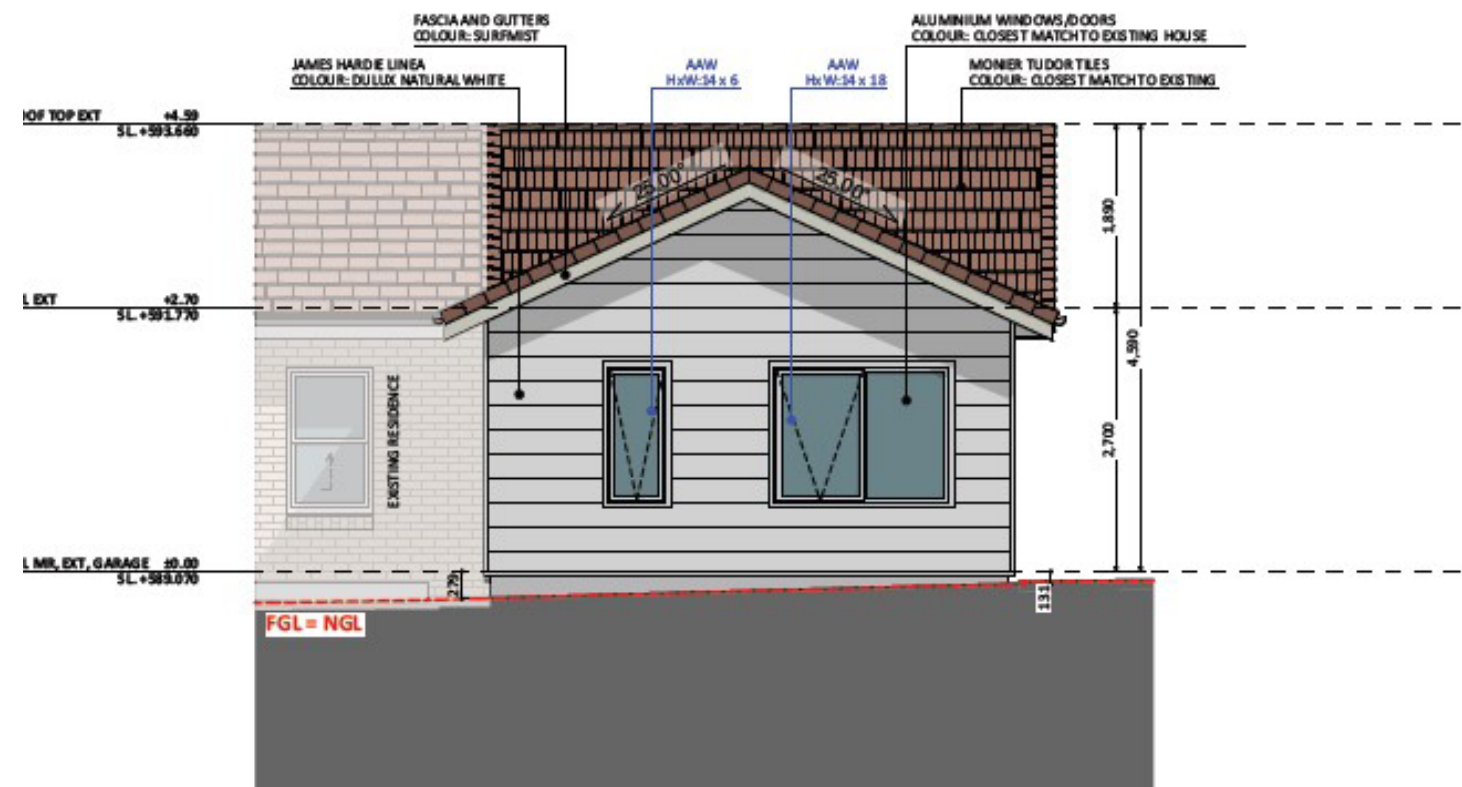 FASCIA AND GUTTERS
COLOUR: SURFMIST
ALUMINIUM WINDOWS/DOORS
COLOUR: CLOSEST MATCH TO EXISTING HOUSE
JAMES HARDIE LINEA
COLOUR: DULUX NATURAL WHITE
AAW
HxW:14 x 6
AAW
HxW:14 x 18
MONIER TUDOR TILES
COLOUR: CLOSEST MATCH TO EXISTING
OF TOP EXT +4.59
SL. +593.660
25.00°
25.00°
1,890
L EXT +2.70
SL. +591.770
4,590
EXISTING RESIDENCE
2,700
L MR, EXT, GARAGE ±0.00
SL. +589.070
279
131
FGL = NGL